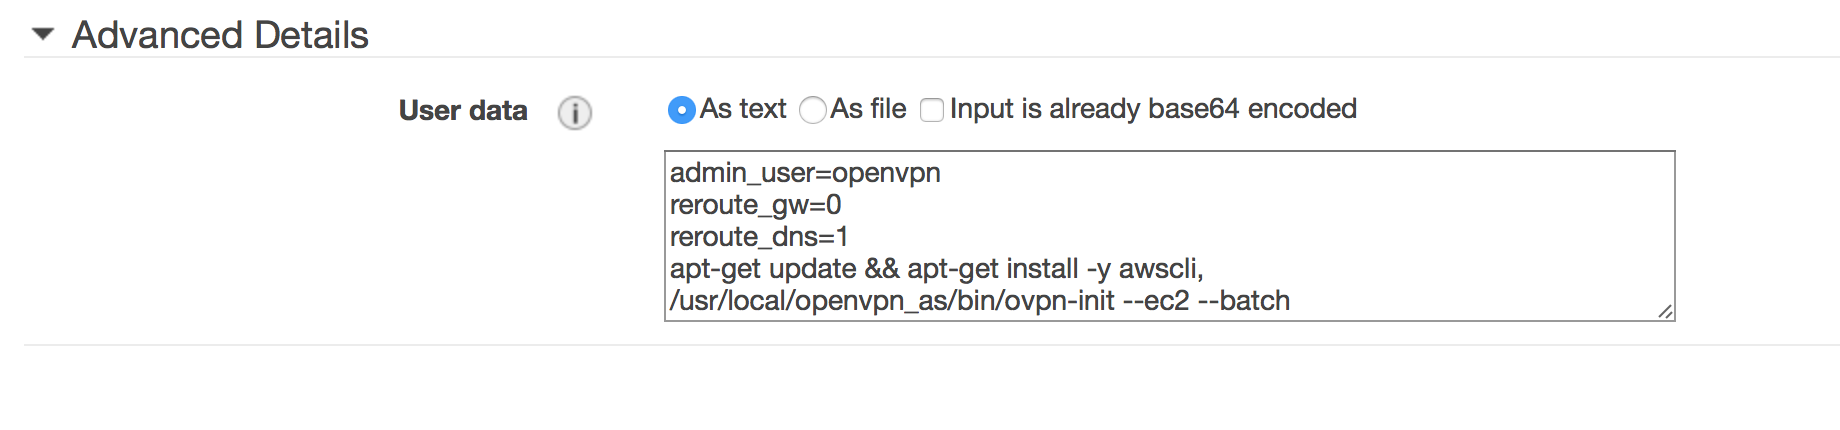 Advanced Details
User data i As text As file Input is already base64 encoded
admin_user=openvpn
reroute_gw=0
reroute_dns=1
apt-get update && apt-get install -y awscli,
/usr/local/openvpn_as/bin/ovpn-init --ec2 --batch